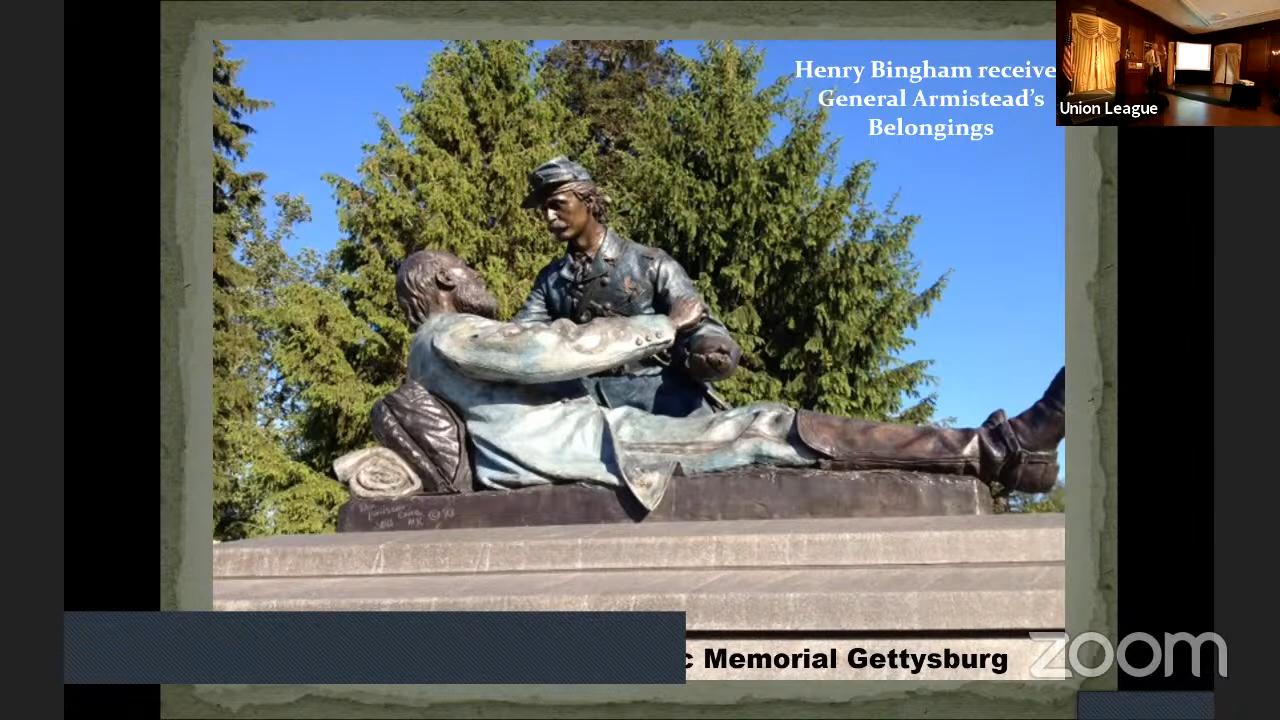 Henry Bingham receive
General Armistead's
Belongings
Union League
c Memorial Gettysburg
zoom